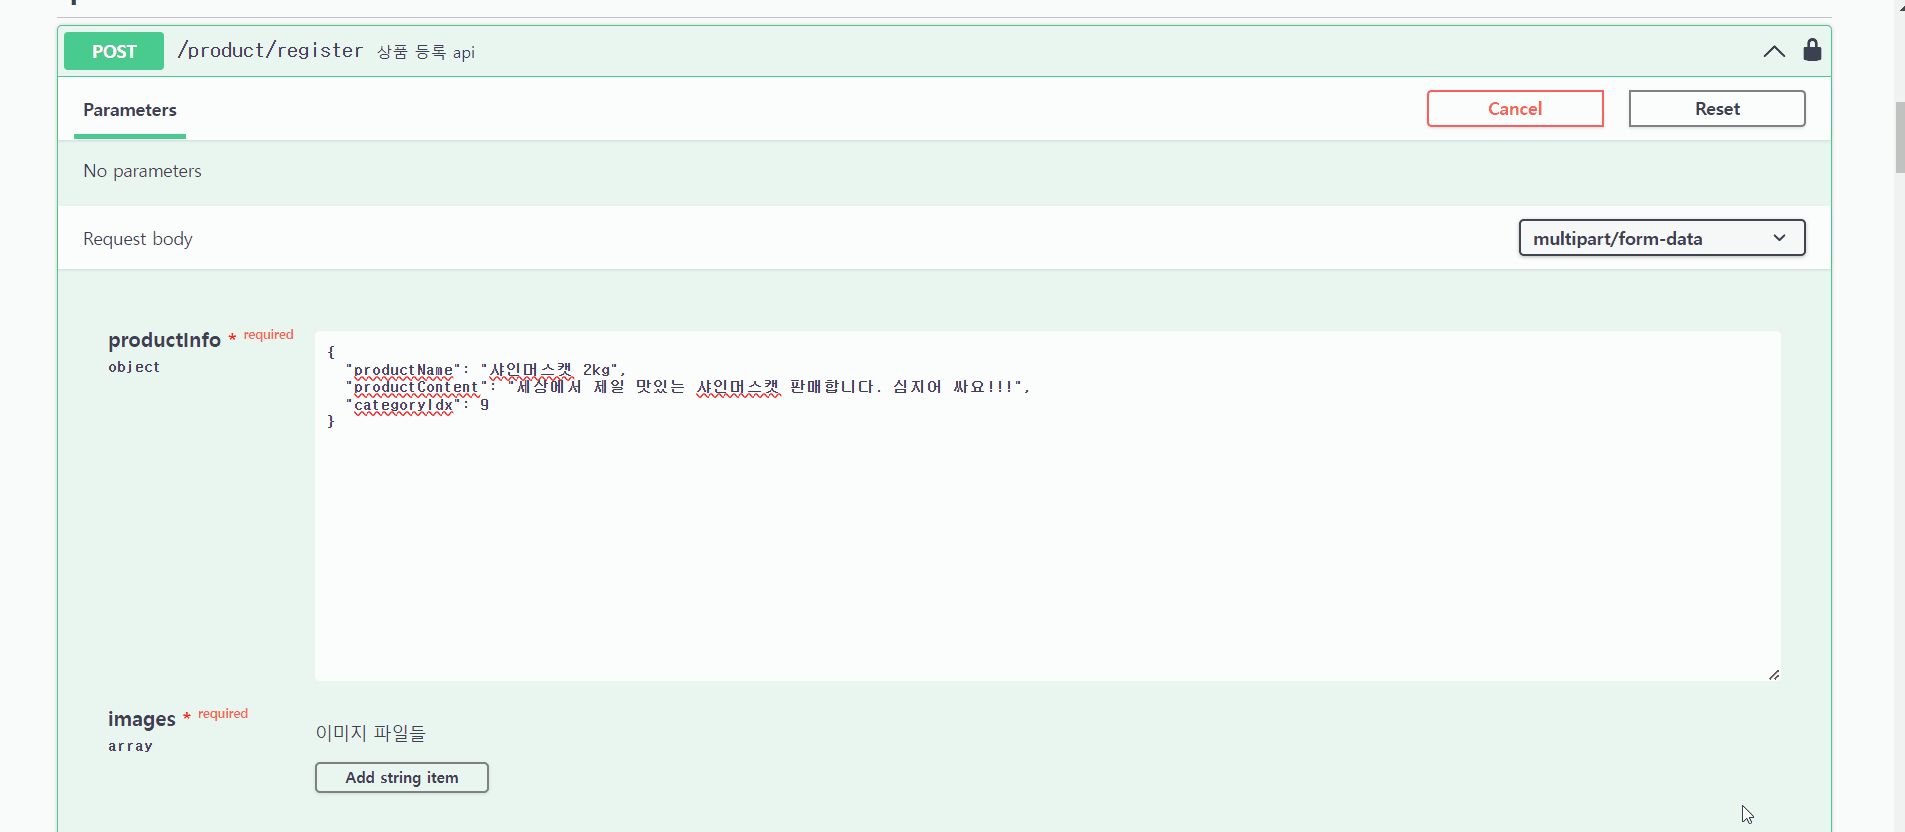 POST /product/register 상품 등록 api
Parameters
Cancel
Reset
No parameters
Request body
multipart/form-data
productInfo * required
object
{
"productName": "샤인머스캣 2kg",
"productContent": "세상에서 제일 맛있는 샤인머스캣 판매합니다. 심지어 싸요!!!",
"categoryIdx": 9
}
images * required
array
이미지 파일들
Add string item